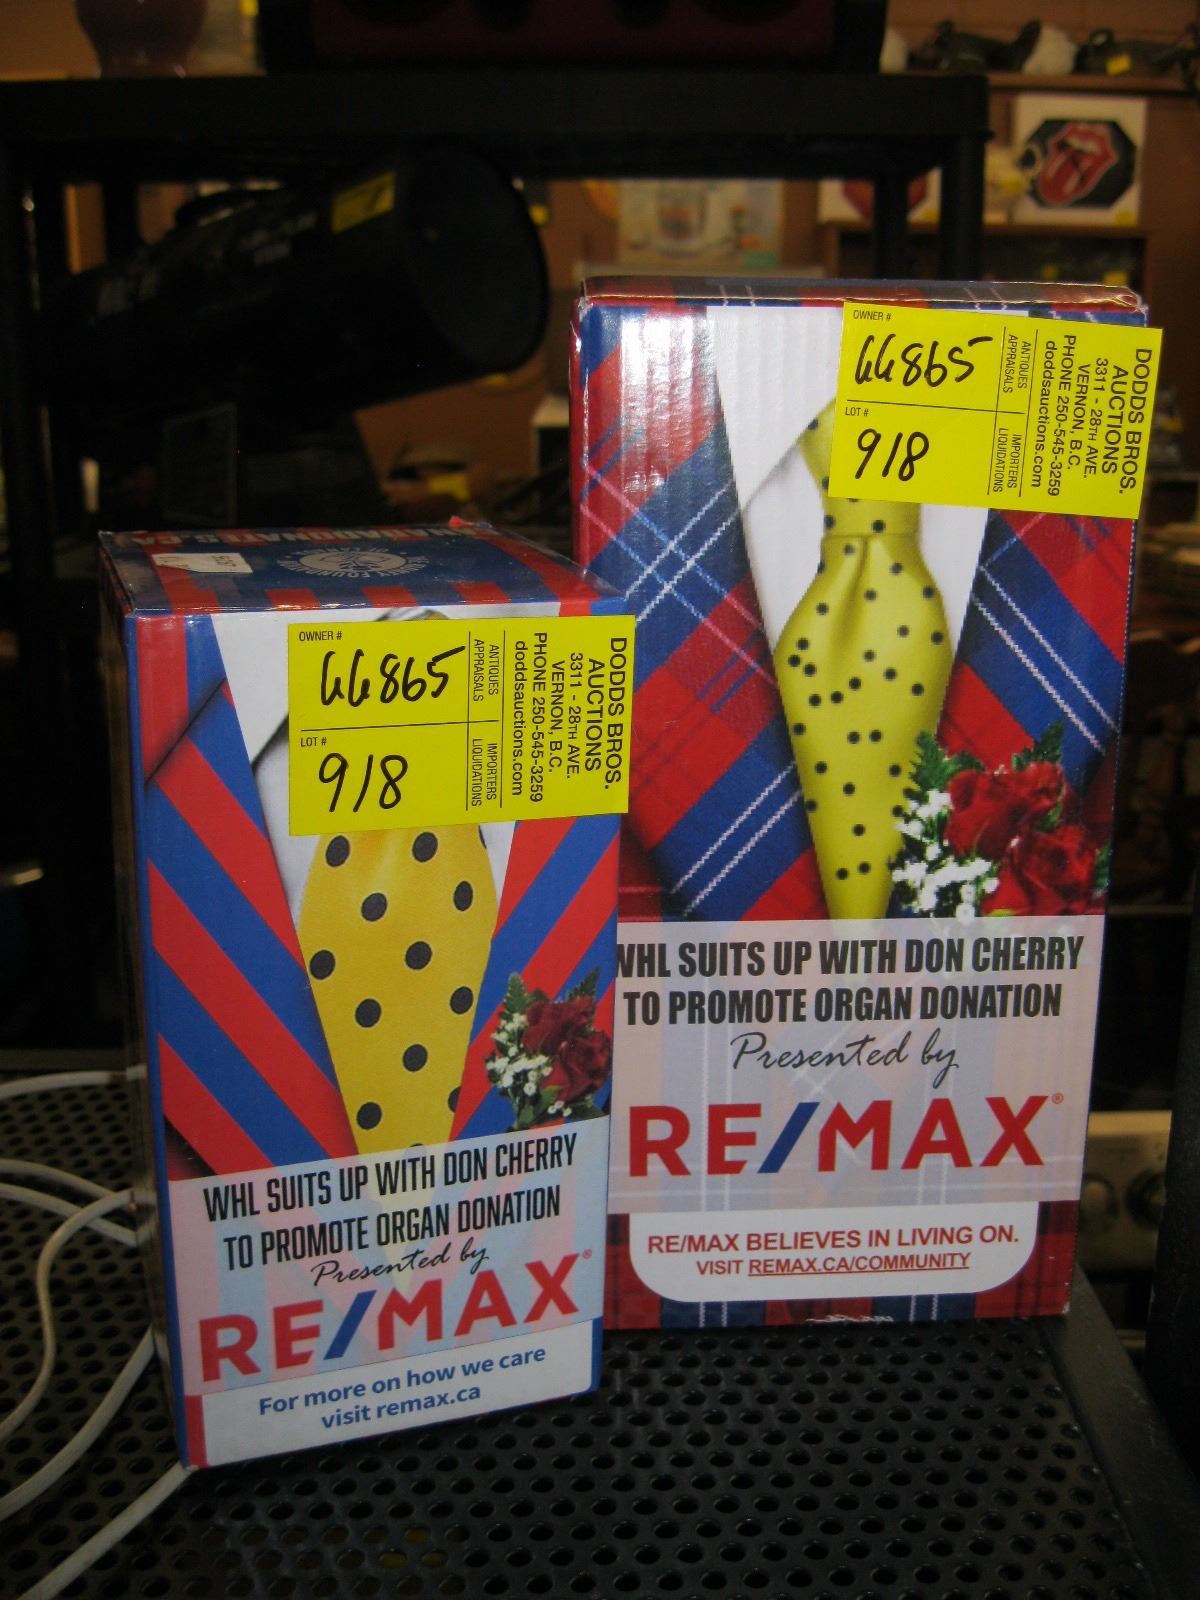 OWNER #
66865
LOT #
918
ANTIQUES
APPRAISALS
IMPORTERS
LIQUIDATIONS
DODDS BROS.
AUCTIONS
3311 - 28TH AVE.
VERNON, B.C.
PHONE 250-545-3259
doddsauctions.com
WHL SUITS UP WITH DON CHERRY
TO PROMOTE ORGAN DONATION
Presented by
RE/MAX®
For more on how we care
visit remax.ca
OWNER #
66865
LOT #
918
ANTIQUES
APPRAISALS
IMPORTERS
LIQUIDATIONS
DODDS BROS.
AUCTIONS
3311 - 28TH AVE.
VERNON, B.C.
PHONE 250-545-3259
doddsauctions.com
WHL SUITS UP WITH DON CHERRY
TO PROMOTE ORGAN DONATION
Presented by
RE/MAX®
RE/MAX BELIEVES IN LIVING ON.
VISIT REMAX.CA/COMMUNITY